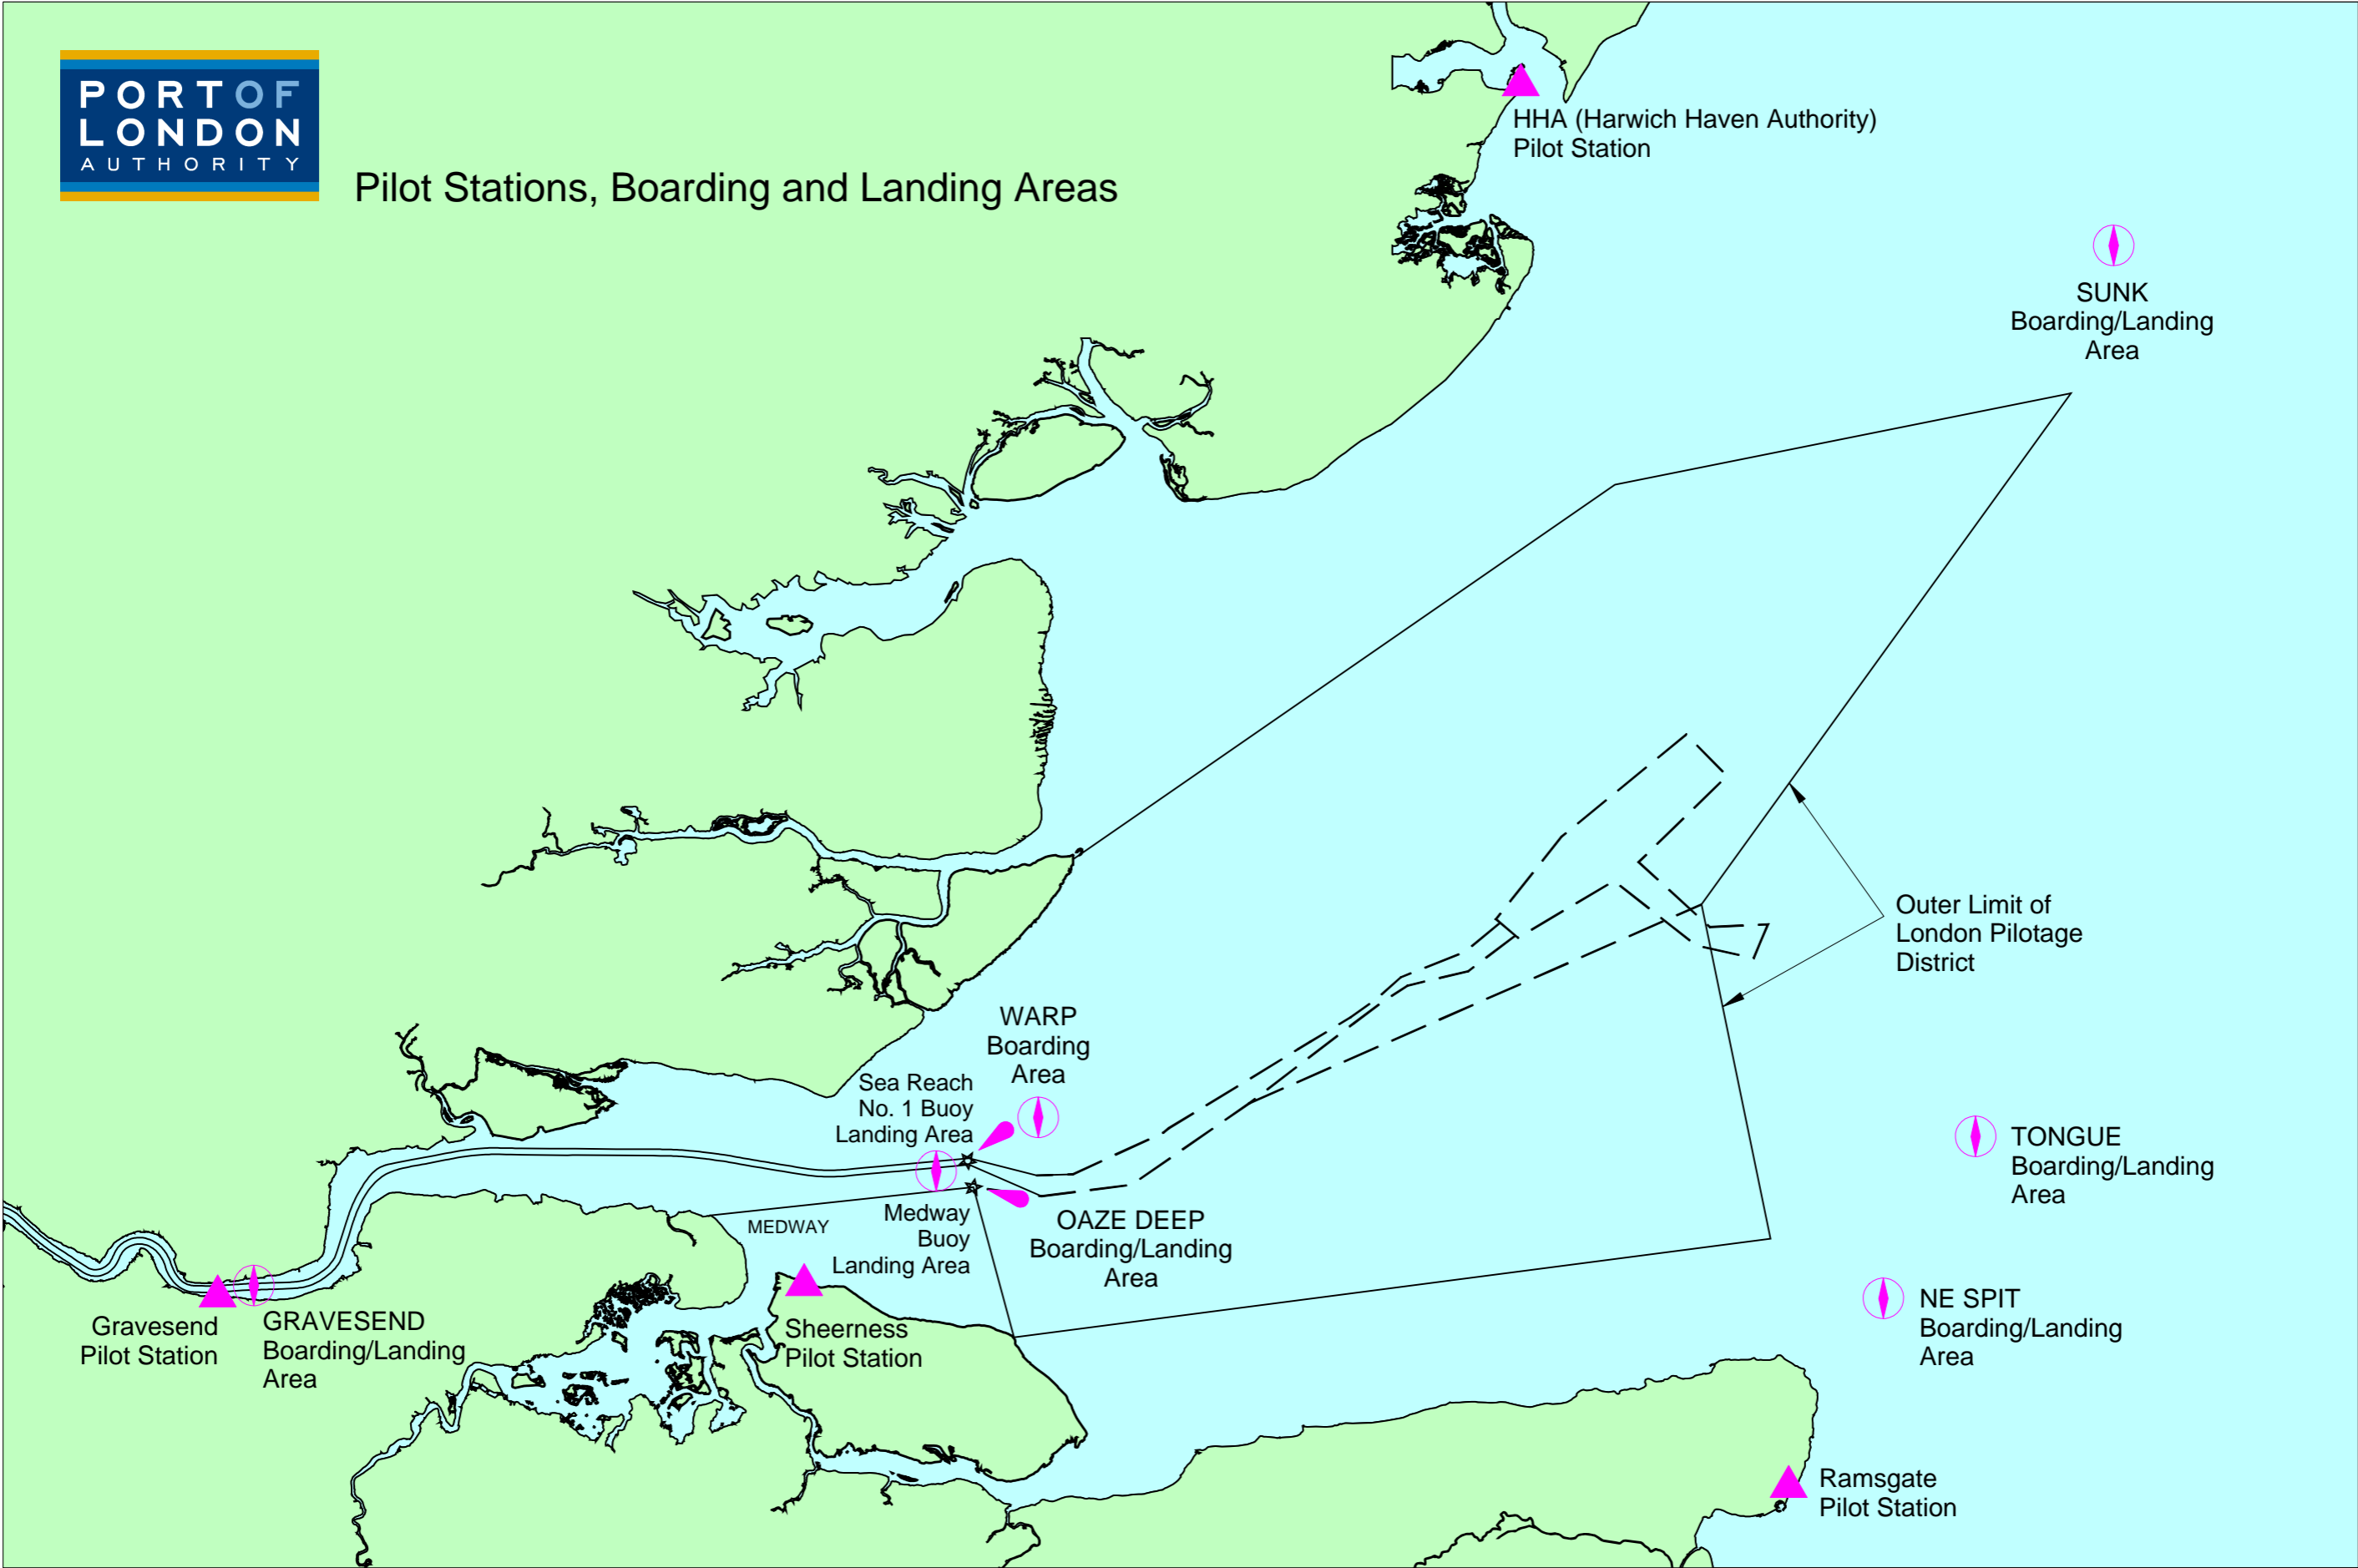 PORT OF
LONDON
AUTHORITY
Pilot Stations, Boarding and Landing Areas
HHA (Harwich Haven Authority)
Pilot Station
SUNK
Boarding/Landing
Area
Outer Limit of
London Pilotage
District
WARP
Boarding
Area
Sea Reach
No. 1 Buoy
Landing Area
TONGUE
Boarding/Landing
Area
MEDWAY
Medway
Buoy
Landing Area
OAZE DEEP
Boarding/Landing
Area
NE SPIT
Boarding/Landing
Area
Gravesend
Pilot Station
GRAVESEND
Boarding/Landing
Area
Sheerness
Pilot Station
Ramsgate
Pilot Station